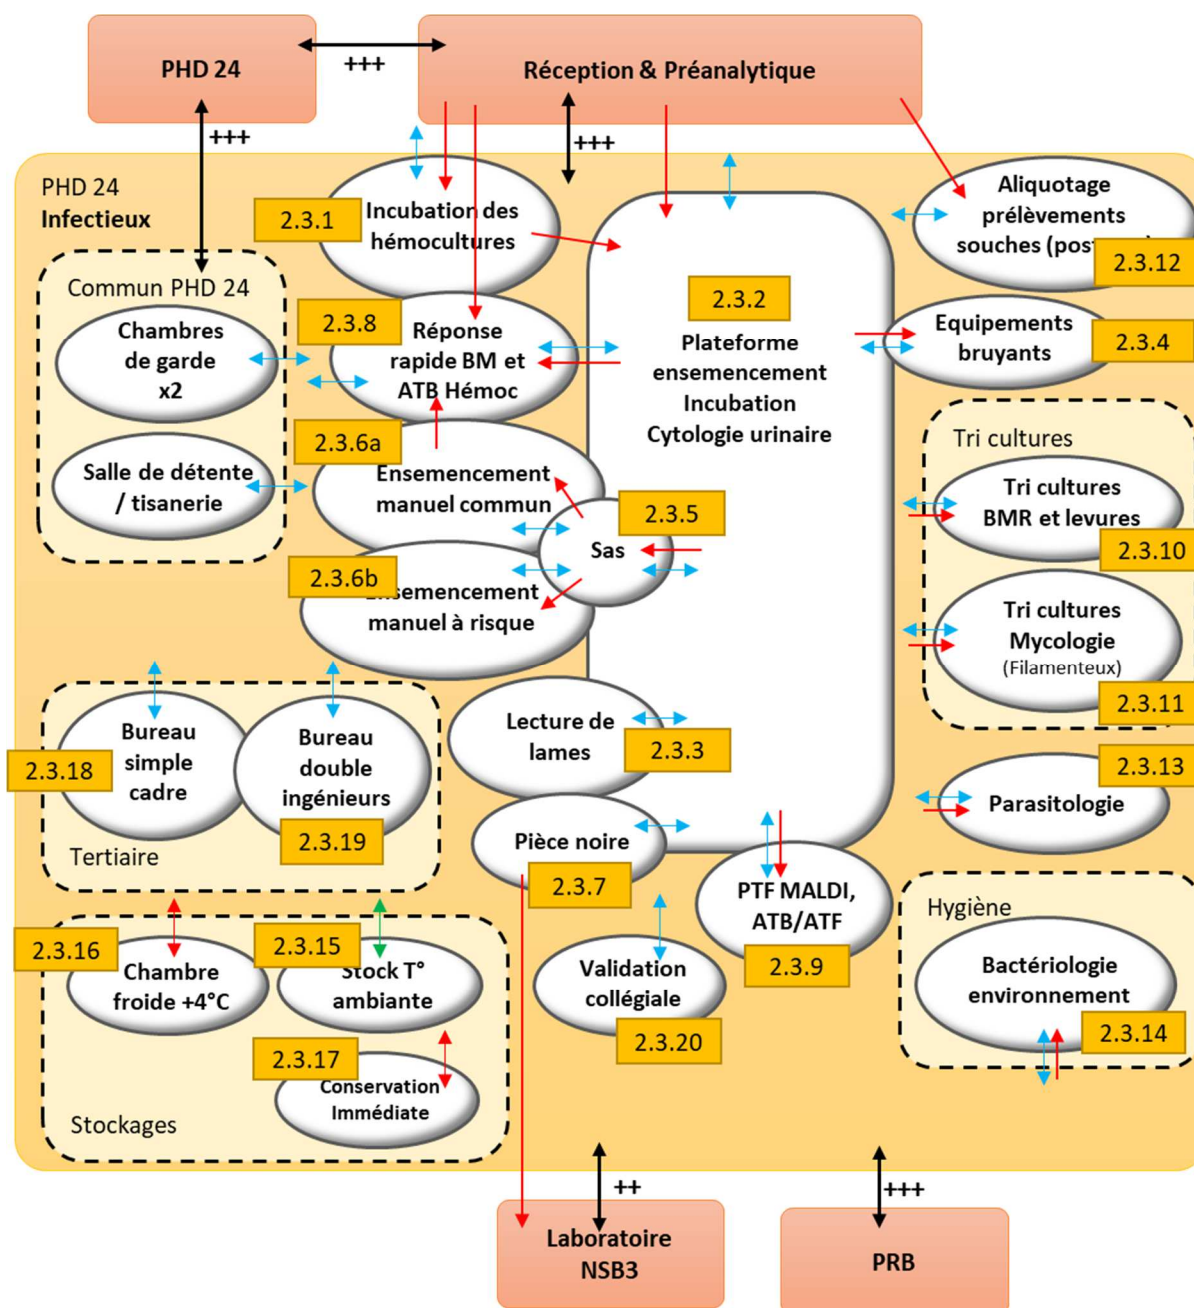 PHD 24
+++
Réception & Préanalytique
+++
+++
PHD 24
Infectieux
2.3.1
Incubation des
hémocultures
Aliquotage
prélèvements
souches (post
2.3.12
Commun PHD 24
Chambres
de garde
x2
Salle de détente
/ tisanerie
2.3.8
Réponse
rapide BM et
ATB Hémoc
2.3.2
Plateforme
ensemencement
Incubation
Cytologie urinaire
Equipements
bruyants
2.3.4
2.3.6a
Ensemencement
manuel commun
2.3.5
Sas
2.3.6b
Ensemencement
manuel à risque
Tri cultures
Tri cultures
BMR et levures
2.3.10
Tri cultures
Mycologie
(Filamenteux)
2.3.11
2.3.18
Bureau
simple
cadre
Bureau
double
ingénieurs
2.3.19
Tertiaire
Lecture de
lames
2.3.3
Pièce noire
2.3.7
2.3.13
Parasitologie
PTF MALDI,
ATB/ATF
2.3.9
Validation
collégiale
2.3.20
Hygiène
Bactériologie
environnement
2.3.14
2.3.16
Chambre
froide +4°C
2.3.15
Stock T°
ambiante
2.3.17
Conservation
Immédiate
Stockages
++
+++
Laboratoire
NSB3
PRB